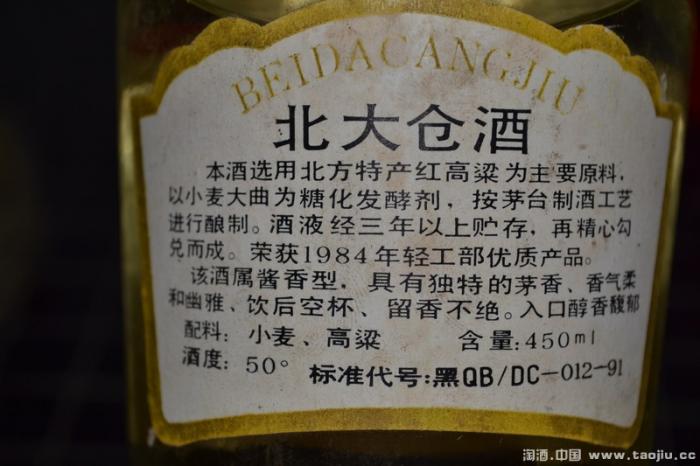 BEIDACANGJIU
北大仓酒
本酒选用北方特产红高粱为主要原料,
以小麦大曲为糖化发酵剂，按茅台制酒工艺
进行酿制。酒液经三年以上贮存，再精心勾
兑而成。荣获1984年轻工部优质产品。
该酒属酱香型，具有独特的茅香、香气柔
和幽雅、饮后空杯、留香不绝。入口醇香馥郁
配料：小麦、高粱 含量:450ml
酒度：50°
标准代号:黑QB/DC-012-91
淘酒.中国 www.taojiu.cc